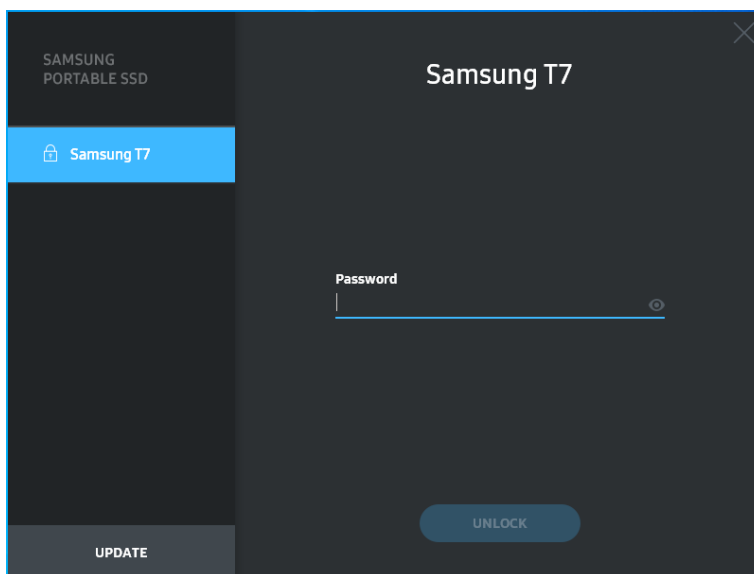 SAMSUNG
PORTABLE SSD
Samsung T7
Samsung T7
Password
UNLOCK
UPDATE